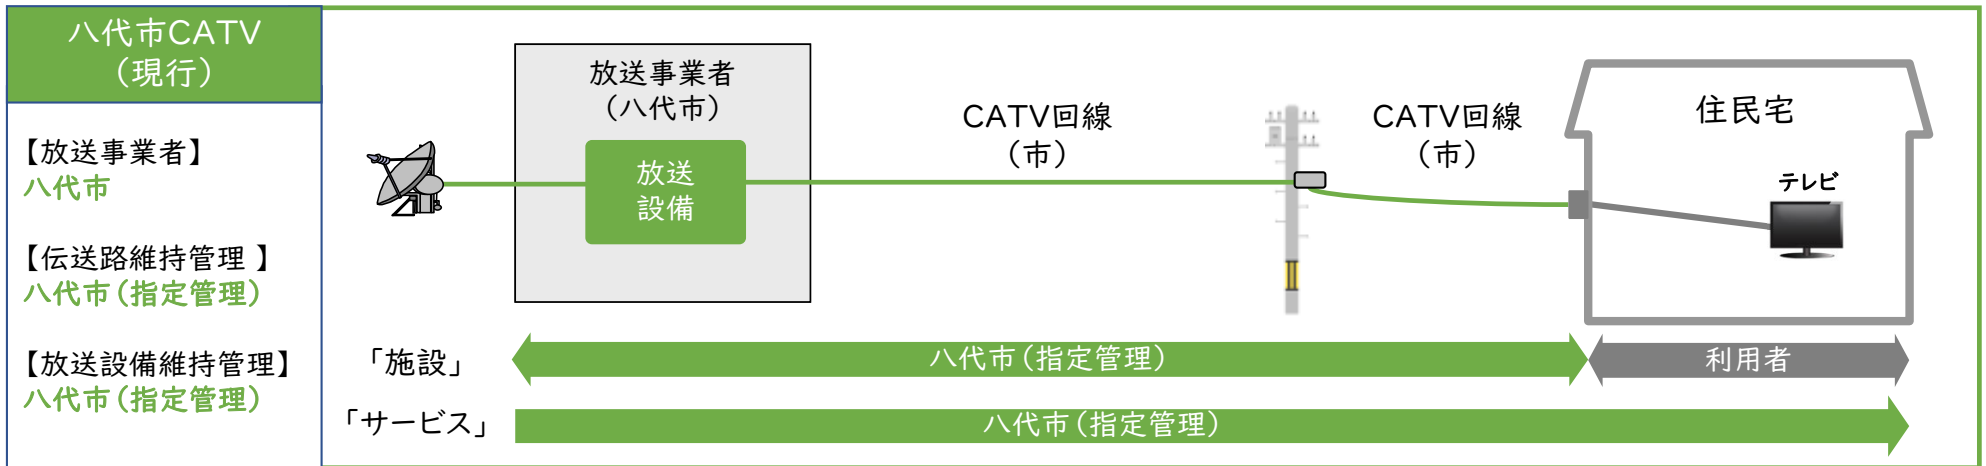 八代市CATV
（現行）
【放送事業者】
八代市
【伝送路維持管理 】
八代市（指定管理）
【放送設備維持管理】
八代市（指定管理）
放送事業者
（八代市）
放送
設備
CATV回線
（市）
CATV回線
（市）
住民宅
テレビ
「施設」
八代市（指定管理）
利用者
「サービス」
八代市（指定管理）